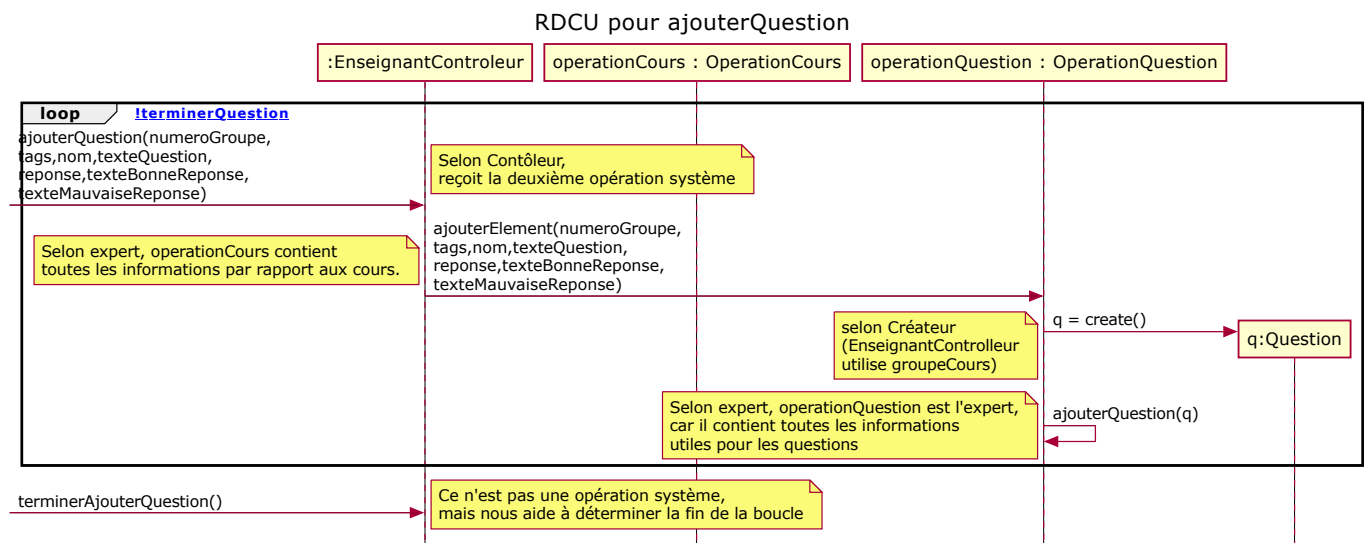 RDCU pour ajouterQuestion
:EnseignantControleur
operationCours : OperationCours
operationQuestion : OperationQuestion
loop
!terminerQuestion
ajouterQuestion(numeroGroupe,
tags,nom,texteQuestion,
reponse,texteBonneReponse,
texteMauvaiseReponse)
Selon Contôleur,
reçoit la deuxième opération système
Selon expert, operationCours contient
toutes les informations par rapport aux cours.
ajouterElement(numeroGroupe,
tags,nom,texteQuestion,
reponse,texteBonneReponse,
texteMauvaiseReponse)
selon Créateur
(EnseignantControlleur
utilise groupeCours)
q = create()
q:Question
Selon expert, operationQuestion est l'expert,
car il contient toutes les informations
utiles pour les questions
ajouterQuestion(q)
terminerAjouterQuestion()
Ce n'est pas une opération système,
mais nous aide à déterminer la fin de la boucle